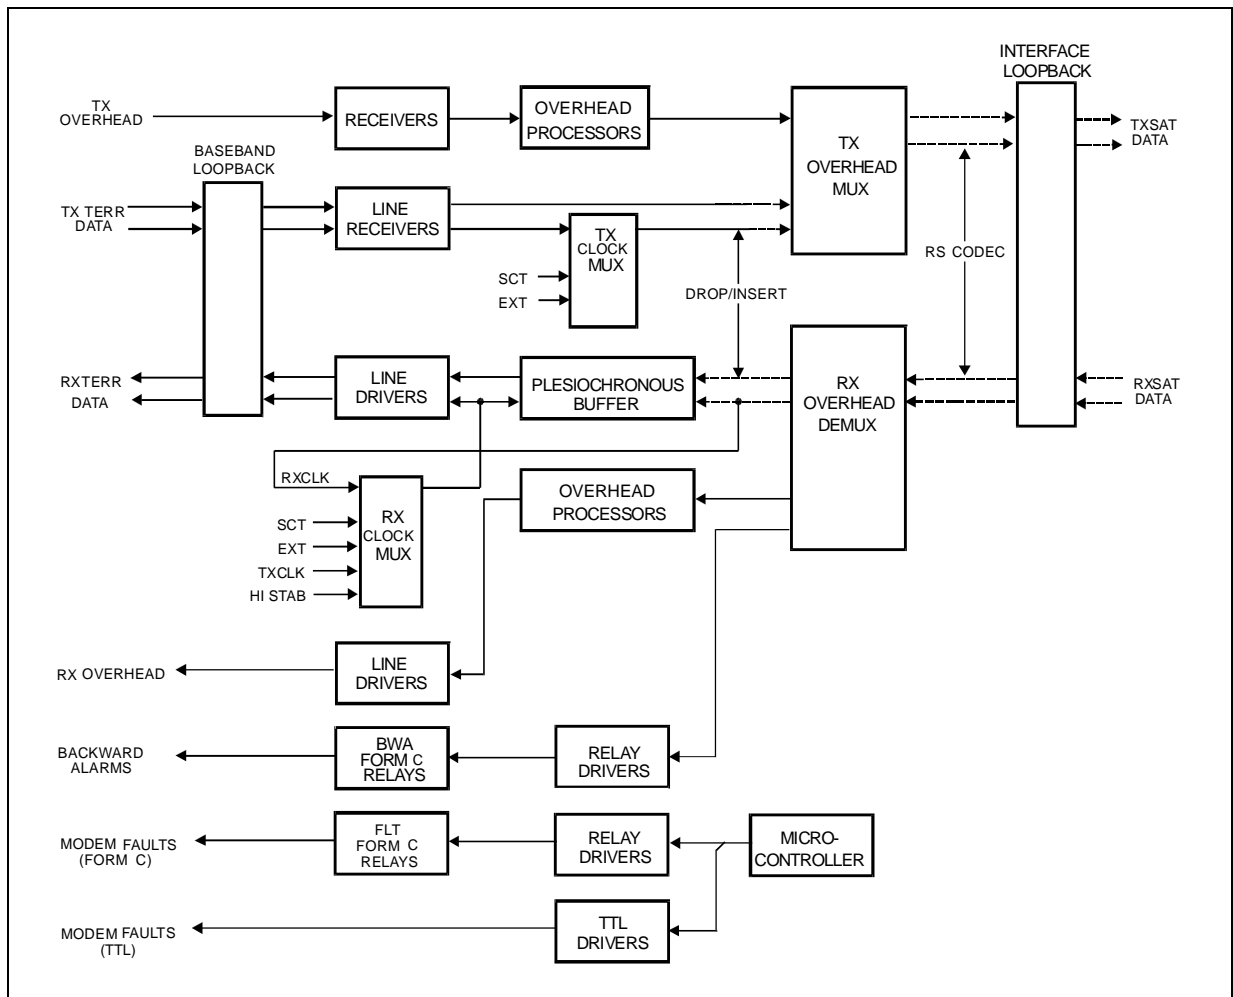 INTERFACE
LOOPBACK
TX
OVERHEAD
RECEIVERS
OVERHEAD
PROCESSORS
TX
OVERHEAD
MUX
TXSAT
DATA
BASEBAND
LOOPBACK
TX TERR
DATA
LINE
RECEIVERS
TX
CLOCK
MUX
SCT
EXT
DROP/INSERT
RS CODEC
RXTERR
DATA
LINE
DRIVERS
PLESIOCHRONOUS
BUFFER
RX
OVERHEAD
DEMUX
RXSAT
DATA
RXCLK
SCT
EXT
TXCLK
HI STAB
RX
CLOCK
MUX
OVERHEAD
PROCESSORS
RX OVERHEAD
LINE
DRIVERS
BACKWARD
ALARMS
BWA
FORM C
RELAYS
RELAY
DRIVERS
MODEM FAULTS
(FORM C)
FLT
FORM C
RELAYS
RELAY
DRIVERS
MICRO-
CONTROLLER
MODEM FAULTS
(TTL)
TTL
DRIVERS